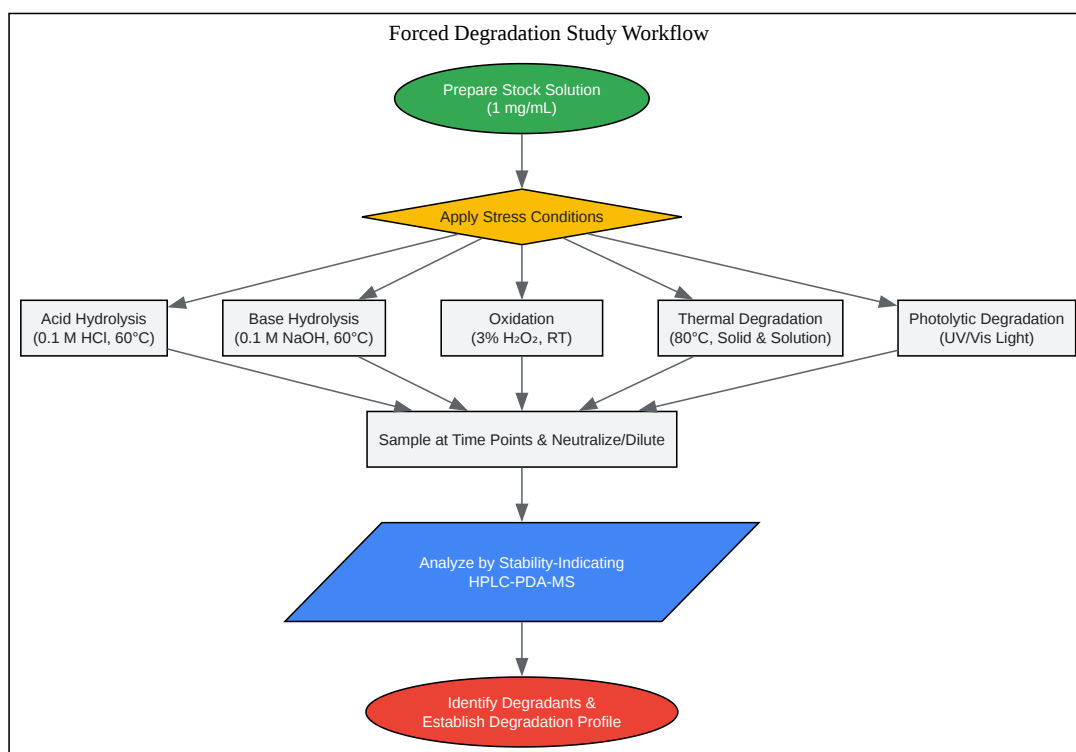 Forced Degradation Study Workflow
Prepare Stock Solution
(1 mg/mL)
Apply Stress Conditions
Acid Hydrolysis
(0.1 M HCl, 60°C)
Base Hydrolysis
(0.1 M NaOH, 60°C)
Oxidation
(3% H₂O₂, RT)
Thermal Degradation
(80°C, Solid & Solution)
Photolytic Degradation
(UV/Vis Light)
Sample at Time Points & Neutralize/Dilute
Analyze by Stability-Indicating
HPLC-PDA-MS
Identify Degradants &
Establish Degradation Profile